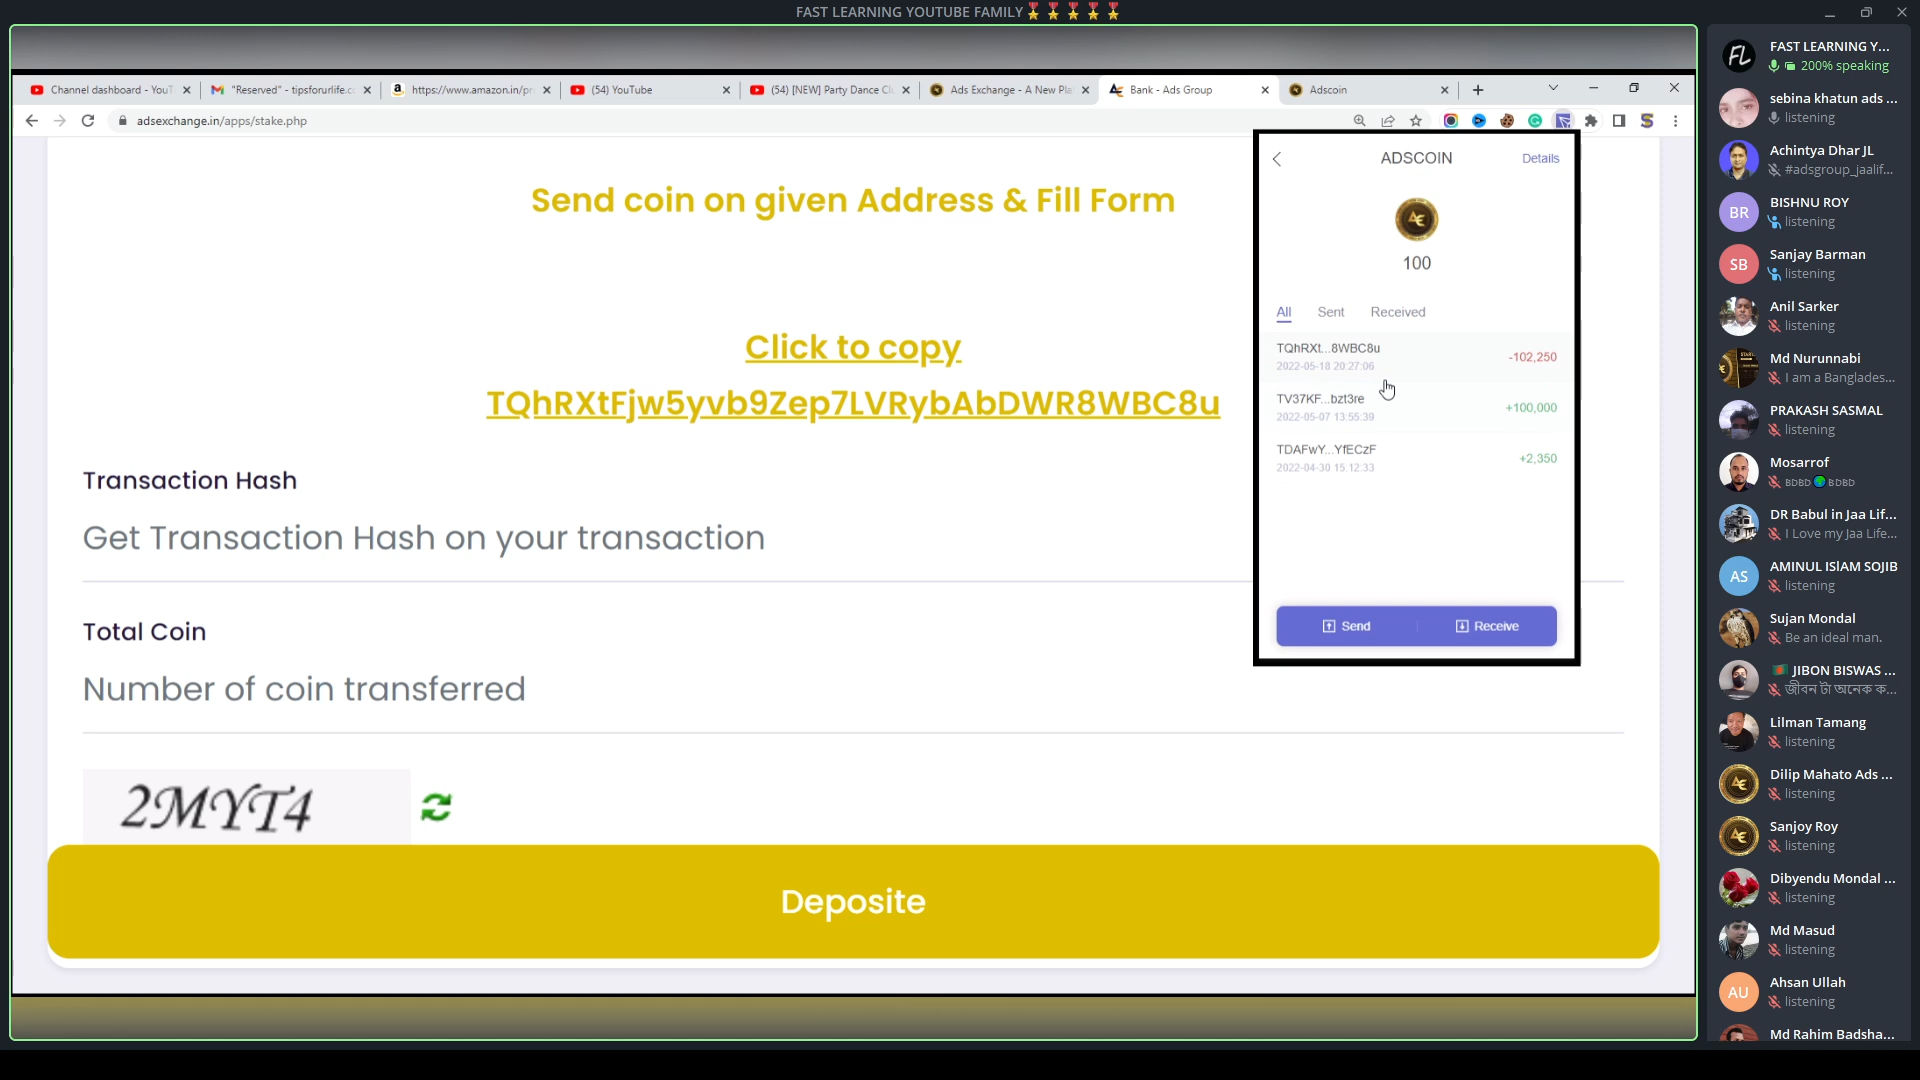 FAST LEARNING YOUTUBE FAMILY🎖🎖🎖🎖🎖
Channel dashboard - YouT
"Reserved" - tipsforurlife.c
https://www.amazon.in/pr
(54) YouTube
(54) [NEW] Party Dance Cl
Ads Exchange - A New Pla
Bank - Ads Group
Adscoin
adsexchange.in/apps/stake.php
Send coin on given Address & Fill Form
Click to copy
TQhRXtFjw5yvb9Zep7LVRybAbDWR8WBC8u
Transaction Hash
Get Transaction Hash on your transaction
Total Coin
Number of coin transferred
2MYT4
Deposite
ADSCOIN
Details
100
All Sent Received
TQhRXt...8WBC8u
-102,250
2022-05-18 20:27:06
TV37KF...bzt3re
+100,000
2022-05-07 13:55:39
TDAFwY...YfECzF
+2,350
2022-04-30 15:12:33
Send
Receive
FL
FAST LEARNING Y...
200% speaking
sebina khatun ads ...
listening
Achintya Dhar JL
#adsgroup_jaalif...
BR
BISHNU ROY
listening
SB
Sanjay Barman
listening
Anil Sarker
listening
Md Nurunnabi
I am a Banglades...
PRAKASH SASMAL
listening
Mosarrof
BDBD🌍BDBD
DR Babul in Jaa Lif...
I Love my Jaa Life...
AS
AMINUL ISlAM SOJIB
listening
Sujan Mondal
Be an ideal man.
🇧🇩 JIBON BISWAS ...
জীবন টা অনেক ক...
Lilman Tamang
listening
Dilip Mahato Ads ...
listening
Sanjoy Roy
listening
Dibyendu Mondal ...
listening
Md Masud
listening
AU
Ahsan Ullah
listening
Md Rahim Badsha...